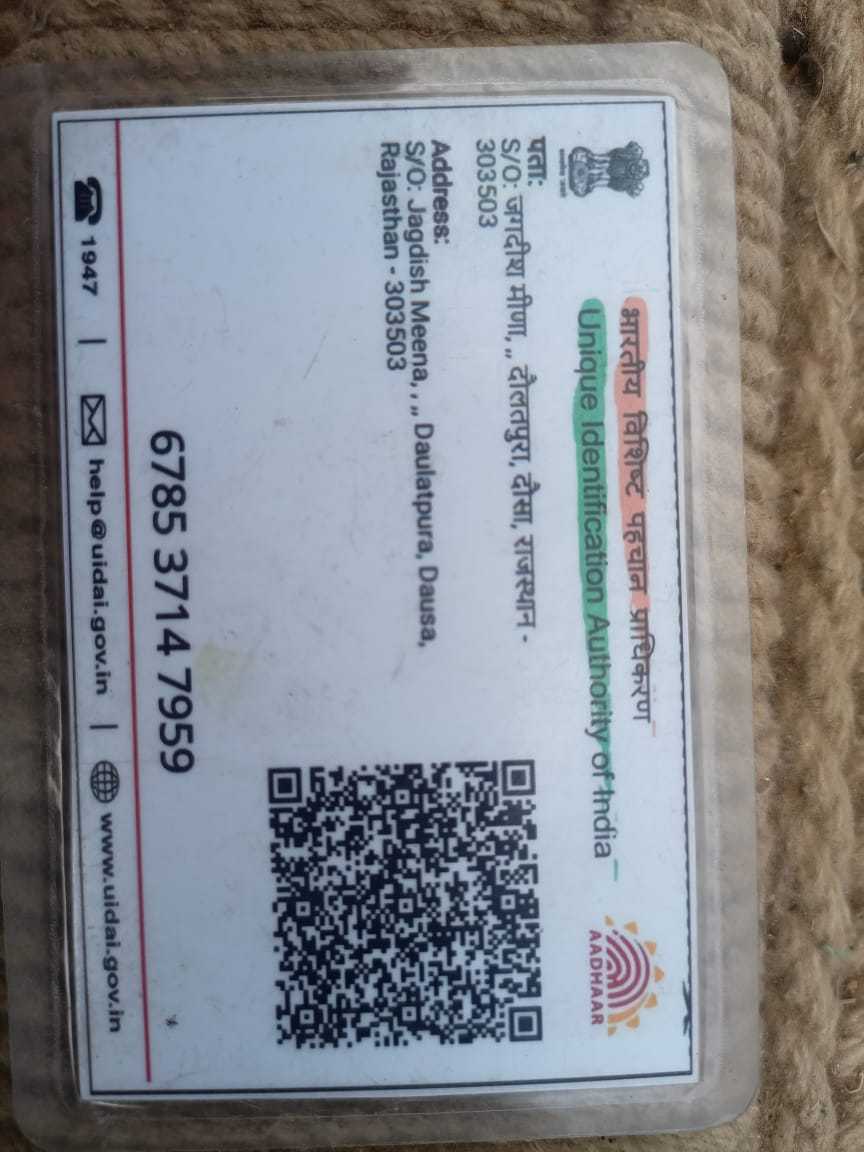 भारतीय विशिष्ट पहचान प्राधिकरण
Unique Identification Authority of India
AADHAAR
पता:
S/O: जगदीश मीणा, ,, दौलतपुरा, दौसा, राजस्थान -
303503
Address:
S/O: Jagdish Meena, , ,, Daulatpura, Dausa,
Rajasthan - 303503
6785 3714 7959
1947 | help@uidai.gov.in | www.uidai.gov.in